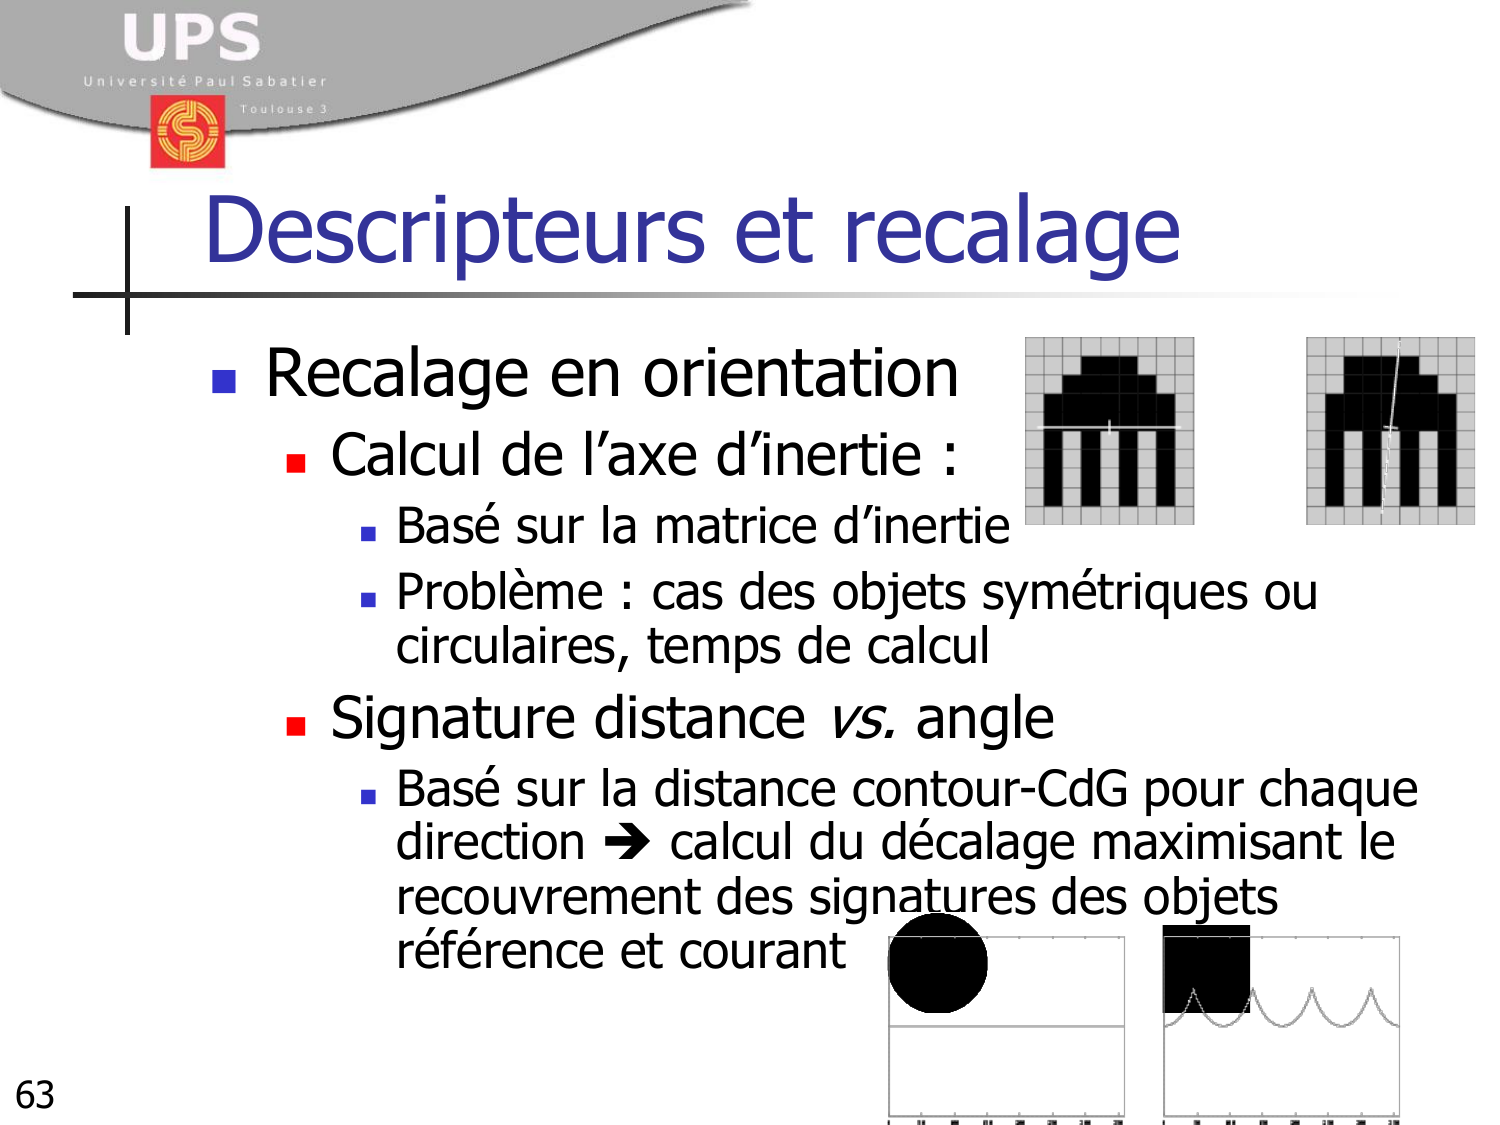 UPS
Université Paul Sabatier
Toulouse 3
Descripteurs et recalage
Recalage en orientation
Calcul de l’axe d’inertie :
Basé sur la matrice d’inertie
Problème : cas des objets symétriques ou
circulaires, temps de calcul
Signature distance vs. angle
Basé sur la distance contour-CdG pour chaque
direction ➔ calcul du décalage maximisant le
recouvrement des signatures des objets
référence et courant
63